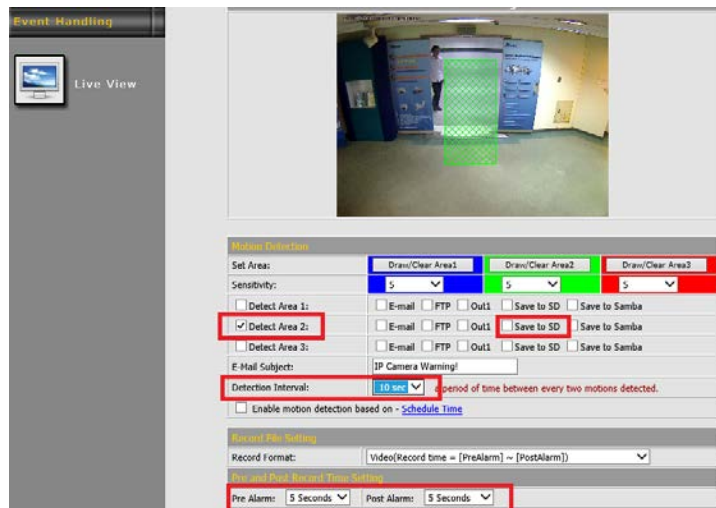 Event Handling
Live View
Motion Detection
Set Area: Draw/Clear Area1 Draw/Clear Area2 Draw/Clear Area3
Sensitivity: 5 5 5
Detect Area 1: E-mail FTP Out1 Save to SD Save to Samba
Detect Area 2: E-mail FTP Out1 Save to SD Save to Samba
Detect Area 3: E-mail FTP Out1 Save to SD Save to Samba
E-Mail Subject: IP Camera Warning!
Detection Interval: 10 sec a period of time between every two motions detected.
Enable motion detection based on - Schedule Time
Record File Setting
Record Format: Video(Record time = [PreAlarm] ~ [PostAlarm])
Pre and Post Record Time Setting
Pre Alarm: 5 Seconds Post Alarm: 5 Seconds